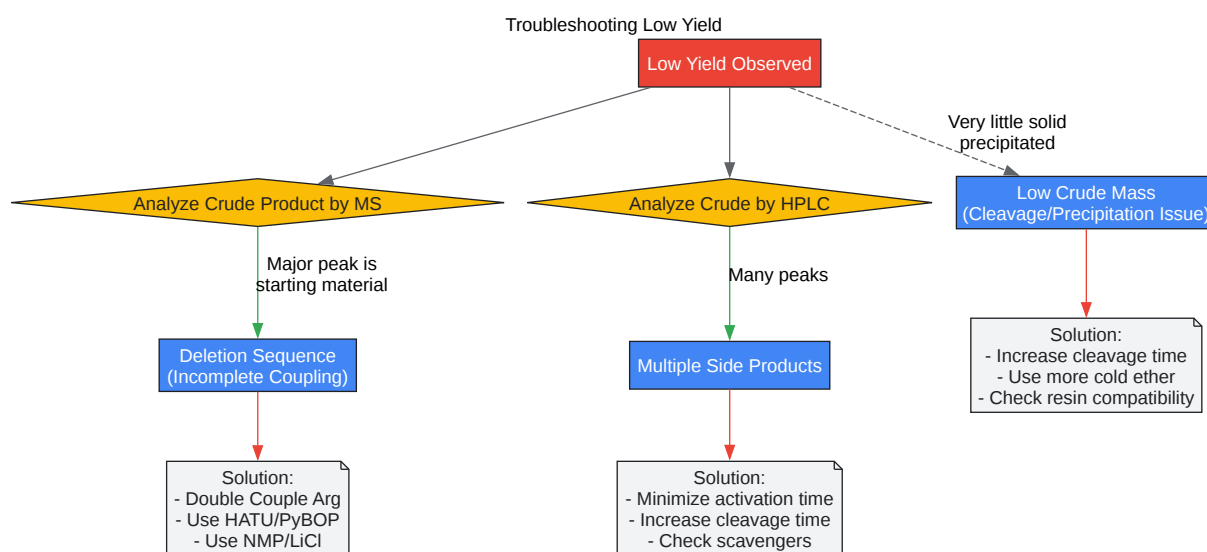 Troubleshooting Low Yield
Low Yield Observed
Very little solid
precipitated
Analyze Crude Product by MS
Analyze Crude by HPLC
Low Crude Mass
(Cleavage/Precipitation Issue)
Major peak is
starting material
Many peaks
Deletion Sequence
(Incomplete Coupling)
Multiple Side Products
Solution:
- Increase cleavage time
- Use more cold ether
- Check resin compatibility
Solution:
- Double Couple Arg
- Use HATU/PyBOP
- Use NMP/LiCl
Solution:
- Minimize activation time
- Increase cleavage time
- Check scavengers